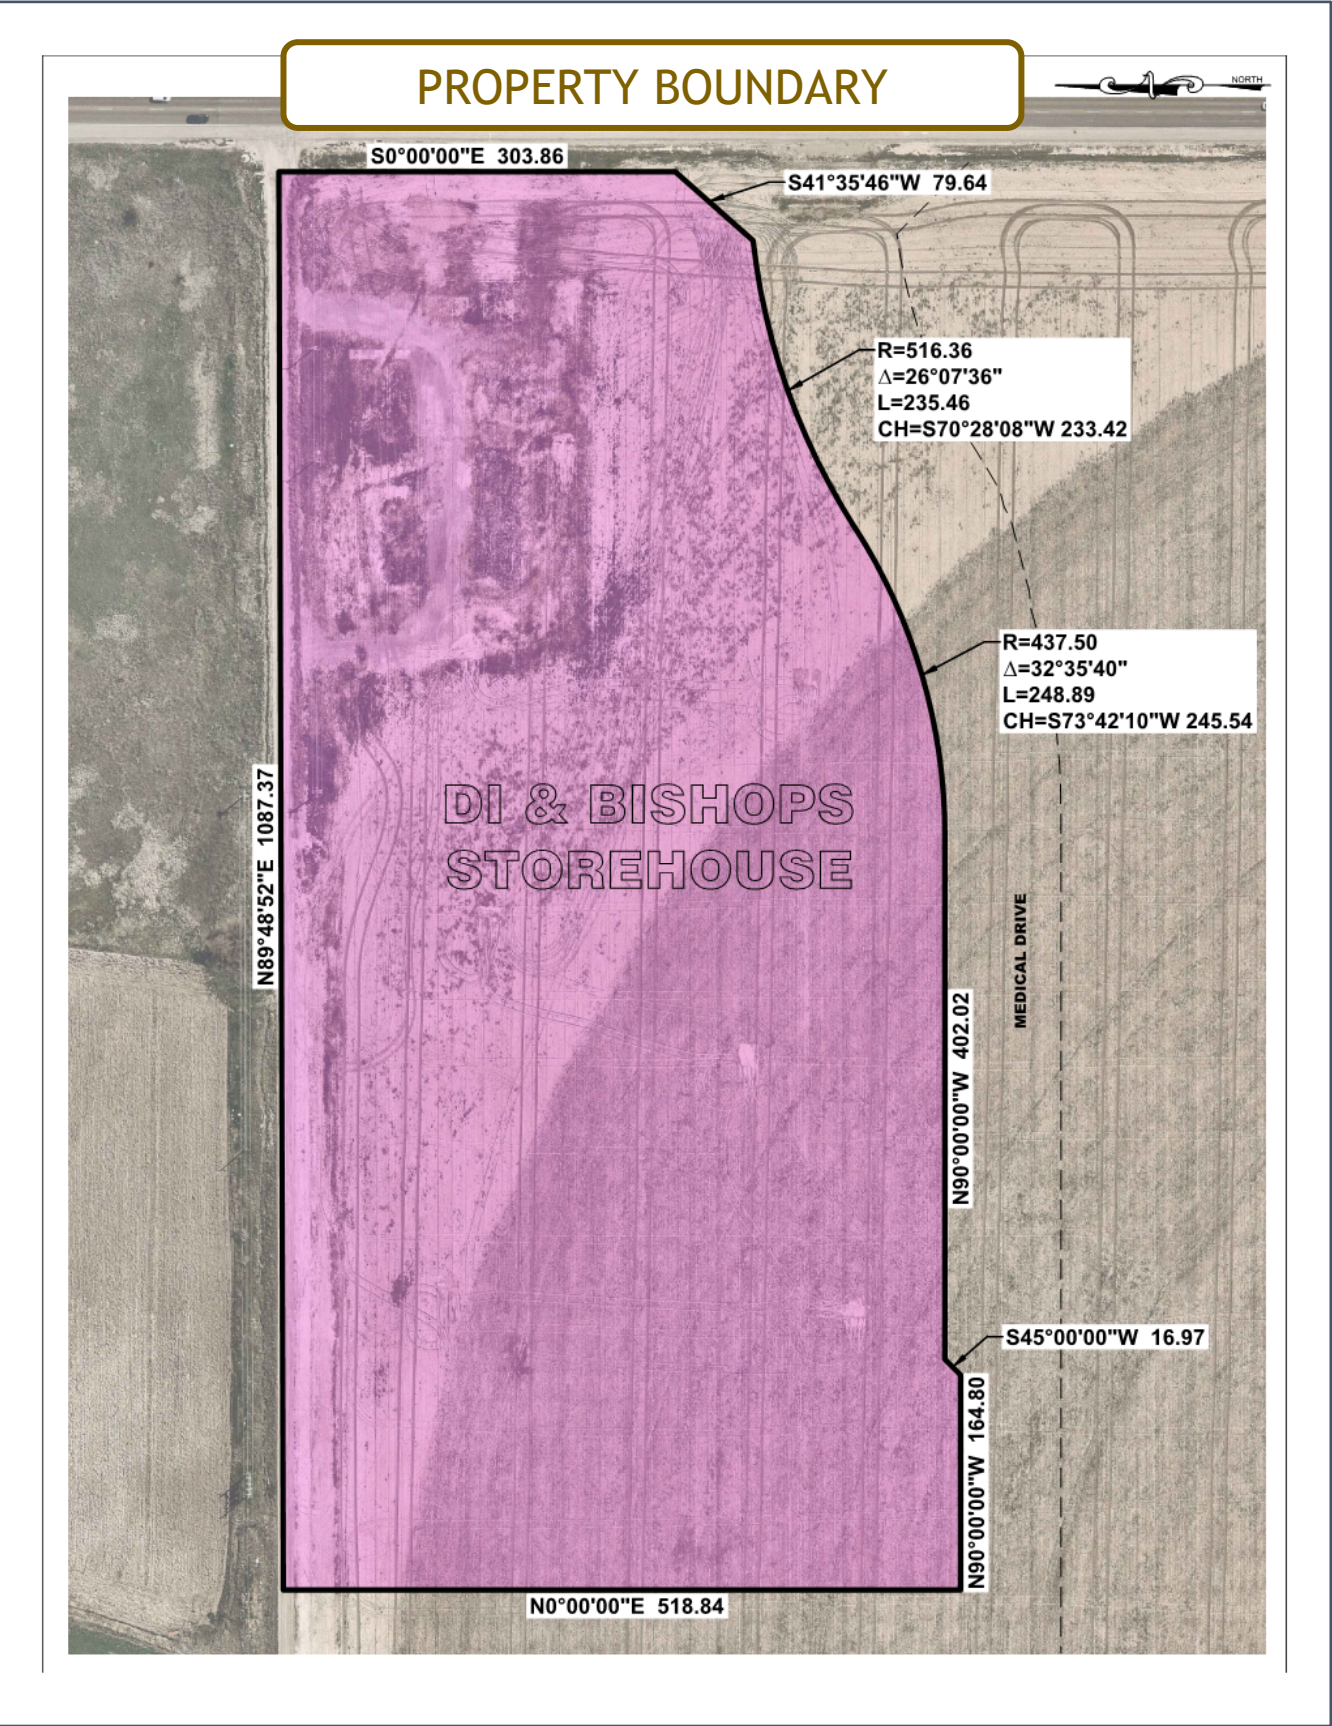 PROPERTY BOUNDARY
NORTH
S0°00'00"E 303.86
S41°35'46"W 79.64
R=516.36
Δ=26°07'36"
L=235.46
CH=S70°28'08"W 233.42
R=437.50
Δ=32°35'40"
L=248.89
CH=S73°42'10"W 245.54
DI & BISHOPS
STOREHOUSE
N89°48'52"E 1087.37
MEDICAL DRIVE
N90°00'00"W 402.02
S45°00'00"W 16.97
N90°00'00"W 164.80
N0°00'00"E 518.84